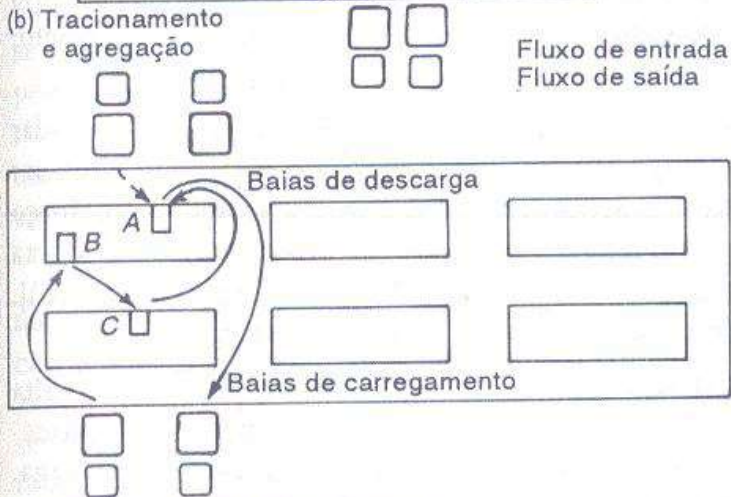 (b) Tracionamento
e agregação
Fluxo de entrada
Fluxo de saída
Baias de descarga
A
B
C
Baias de carregamento